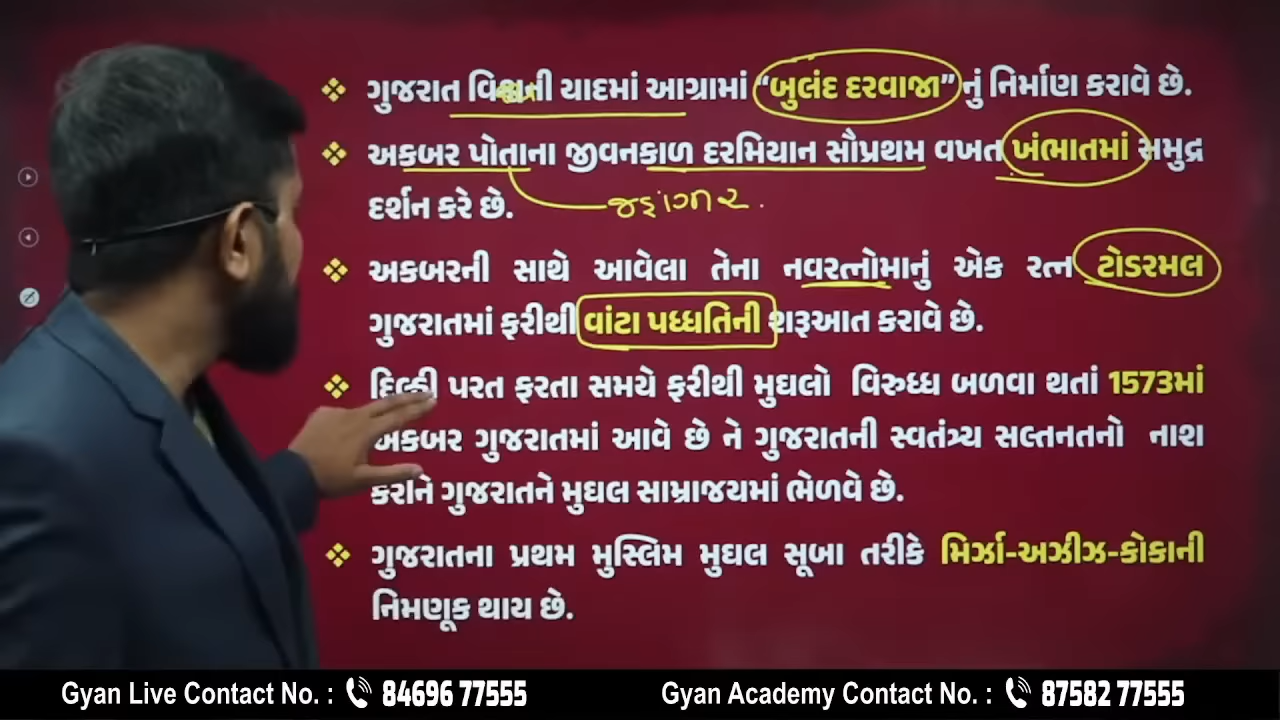 ❖ ગુજરાત વિજયની યાદમાં આગ્રામાં “બુલંદ દરવાજા” નું નિર્માણ કરાવે છે.
❖ અકબર પોતાના જીવનકાળ દરમિયાન સૌપ્રથમ વખત ખંભાતમાં સમુદ્ર
દર્શન કરે છે.
જહાંગીર.
❖ અકબરની સાથે આવેલા તેના નવરત્નોમાનું એક રત્ન ટોડરમલ
ગુજરાતમાં ફરીથી વાંટા પધ્ધતિની શરૂઆત કરાવે છે.
❖ દિલ્હી પરત ફરતા સમયે ફરીથી મુઘલો વિરુધ્ધ બળવા થતાં 1573માં
અકબર ગુજરાતમાં આવે છે ને ગુજરાતની સ્વતંત્ર્ય સલ્તનતનો નાશ
કરીને ગુજરાતને મુઘલ સામ્રાજયમાં ભેળવે છે.
❖ ગુજરાતના પ્રથમ મુસ્લિમ મુઘલ સૂબા તરીકે મિર્ઝા-અઝીઝ-કોકાની
નિમણૂક થાય છે.
Gyan Live Contact No. : 84696 77555 Gyan Academy Contact No. : 87582 77555